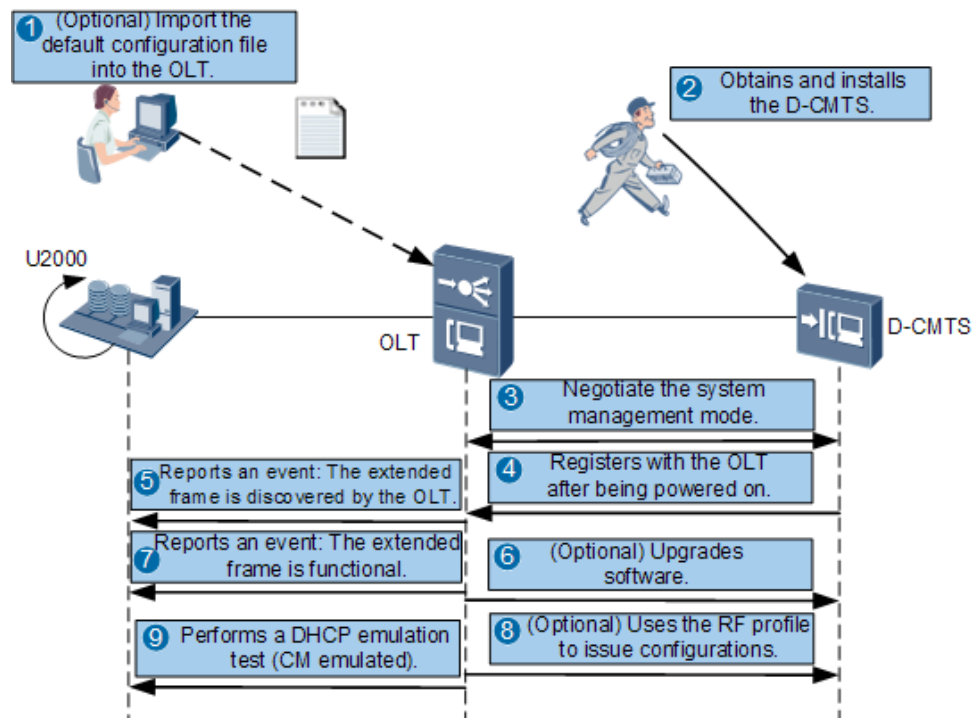 1 (Optional) Import the
default configuration file
into the OLT.
2 Obtains and installs
the D-CMTS.
U2000
OLT
D-CMTS
3 Negotiate the system
management mode.
4 Registers with the OLT
after being powered on.
5 Reports an event: The extended
frame is discovered by the OLT.
6 (Optional) Upgrades
software.
7 Reports an event: The extended
frame is functional.
8 (Optional) Uses the RF profile
to issue configurations.
9 Performs a DHCP emulation
test (CM emulated).